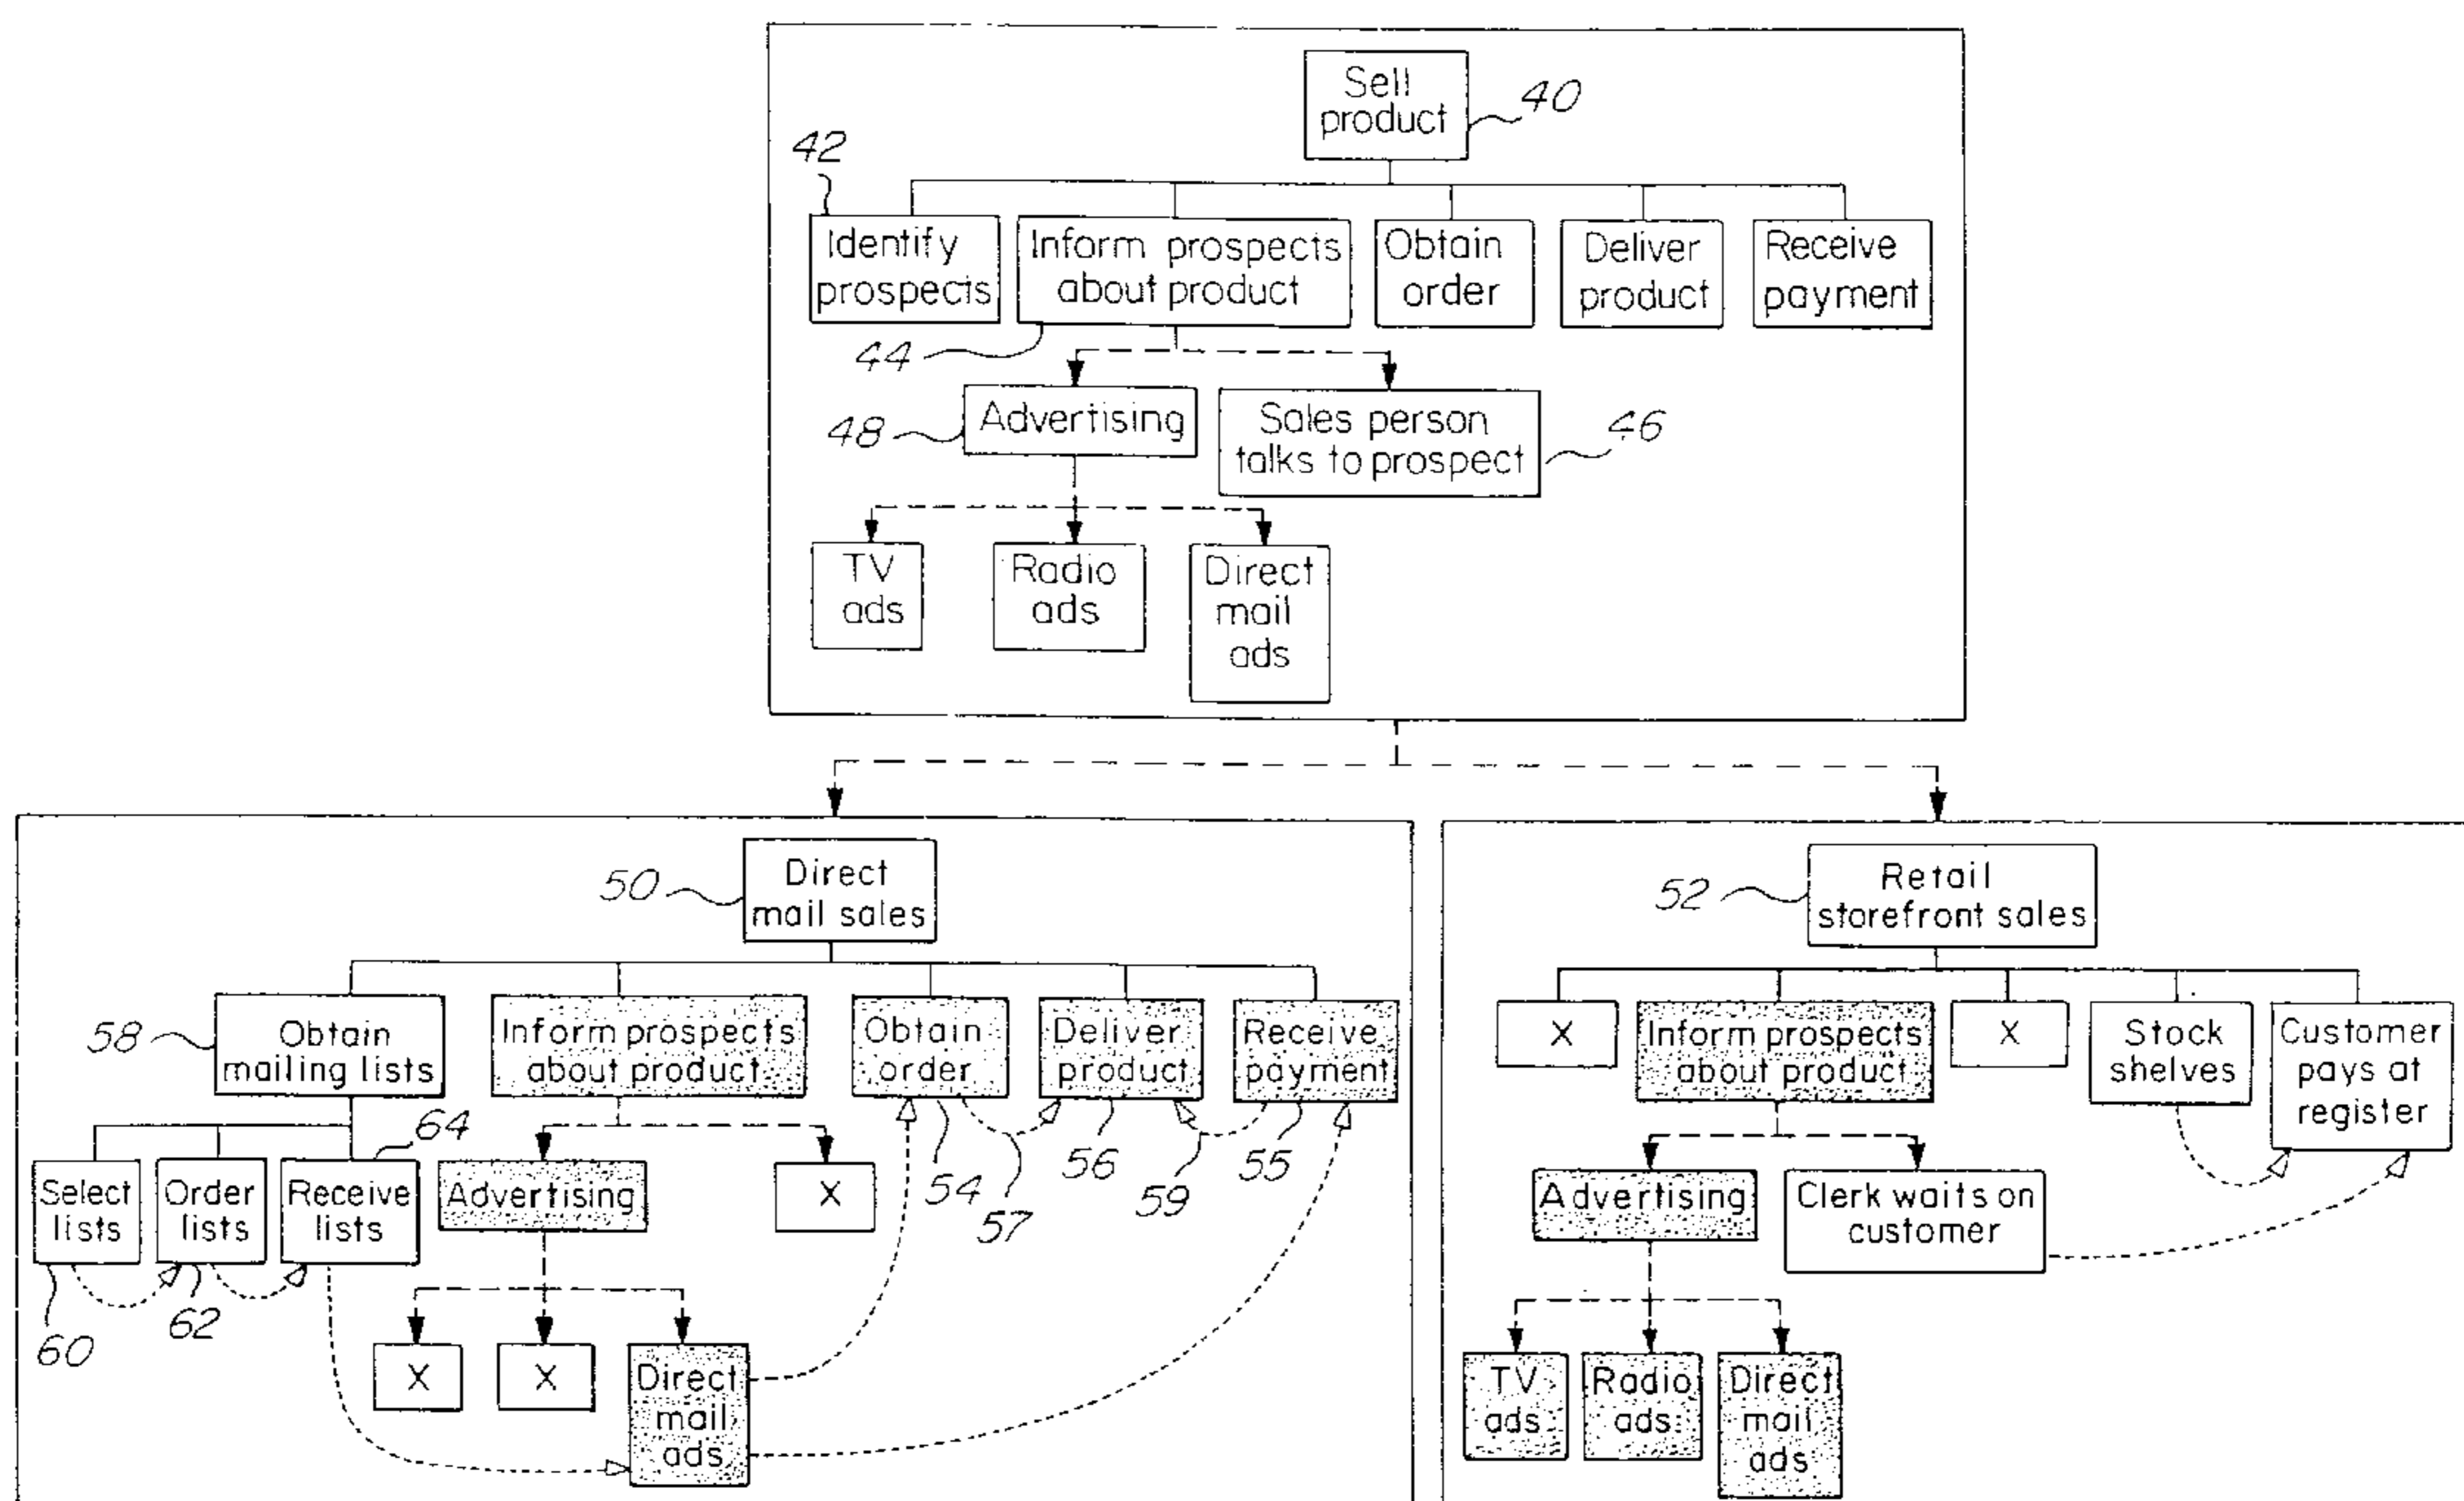 Sell
product
40
42
Identify
prospects
Inform prospects
about product
Obtain
order
Deliver
product
Receive
payment
44
48
Advertising
Sales person
talks to prospect
46
TV
ads
Radio
ads
Direct
mail
ads
50
Direct
mail sales
58
Obtain
mailing lists
Inform prospects
about product
Obtain
order
Deliver
product
Receive
payment
64
54
57
56
59
55
Select
lists
Order
lists
Receive
lists
Advertising
X
60
62
X
X
Direct
mail
ads
52
Retail
storefront sales
X
Inform prospects
about product
X
Stock
shelves
Customer
pays at
register
Advertising
Clerk waits on
customer
TV
ads
Radio
ads
Direct
mail
ads